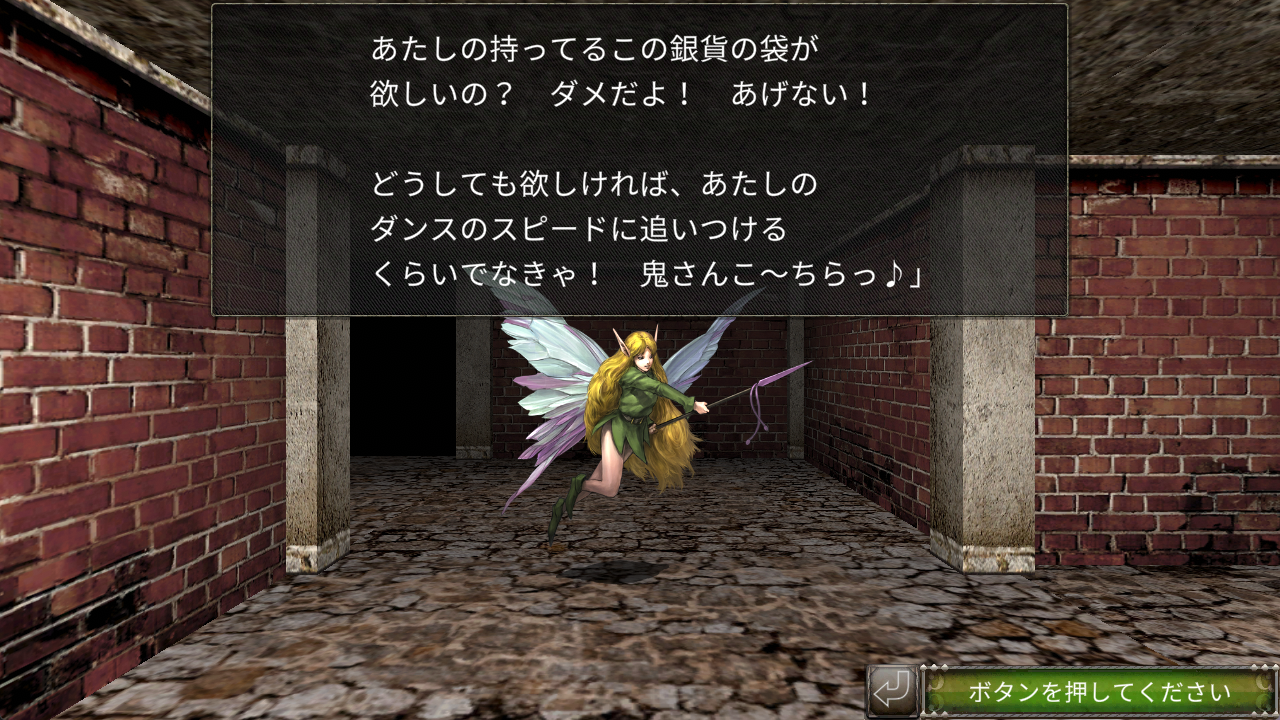 あたしの持ってるこの銀貨の袋が
欲しいの？　ダメだよ！　あげない！
どうしても欲しければ、あたしの
ダンスのスピードに追いつける
くらいでなきゃ！　鬼さんこ～ちらっ♪」
ボタンを押してください